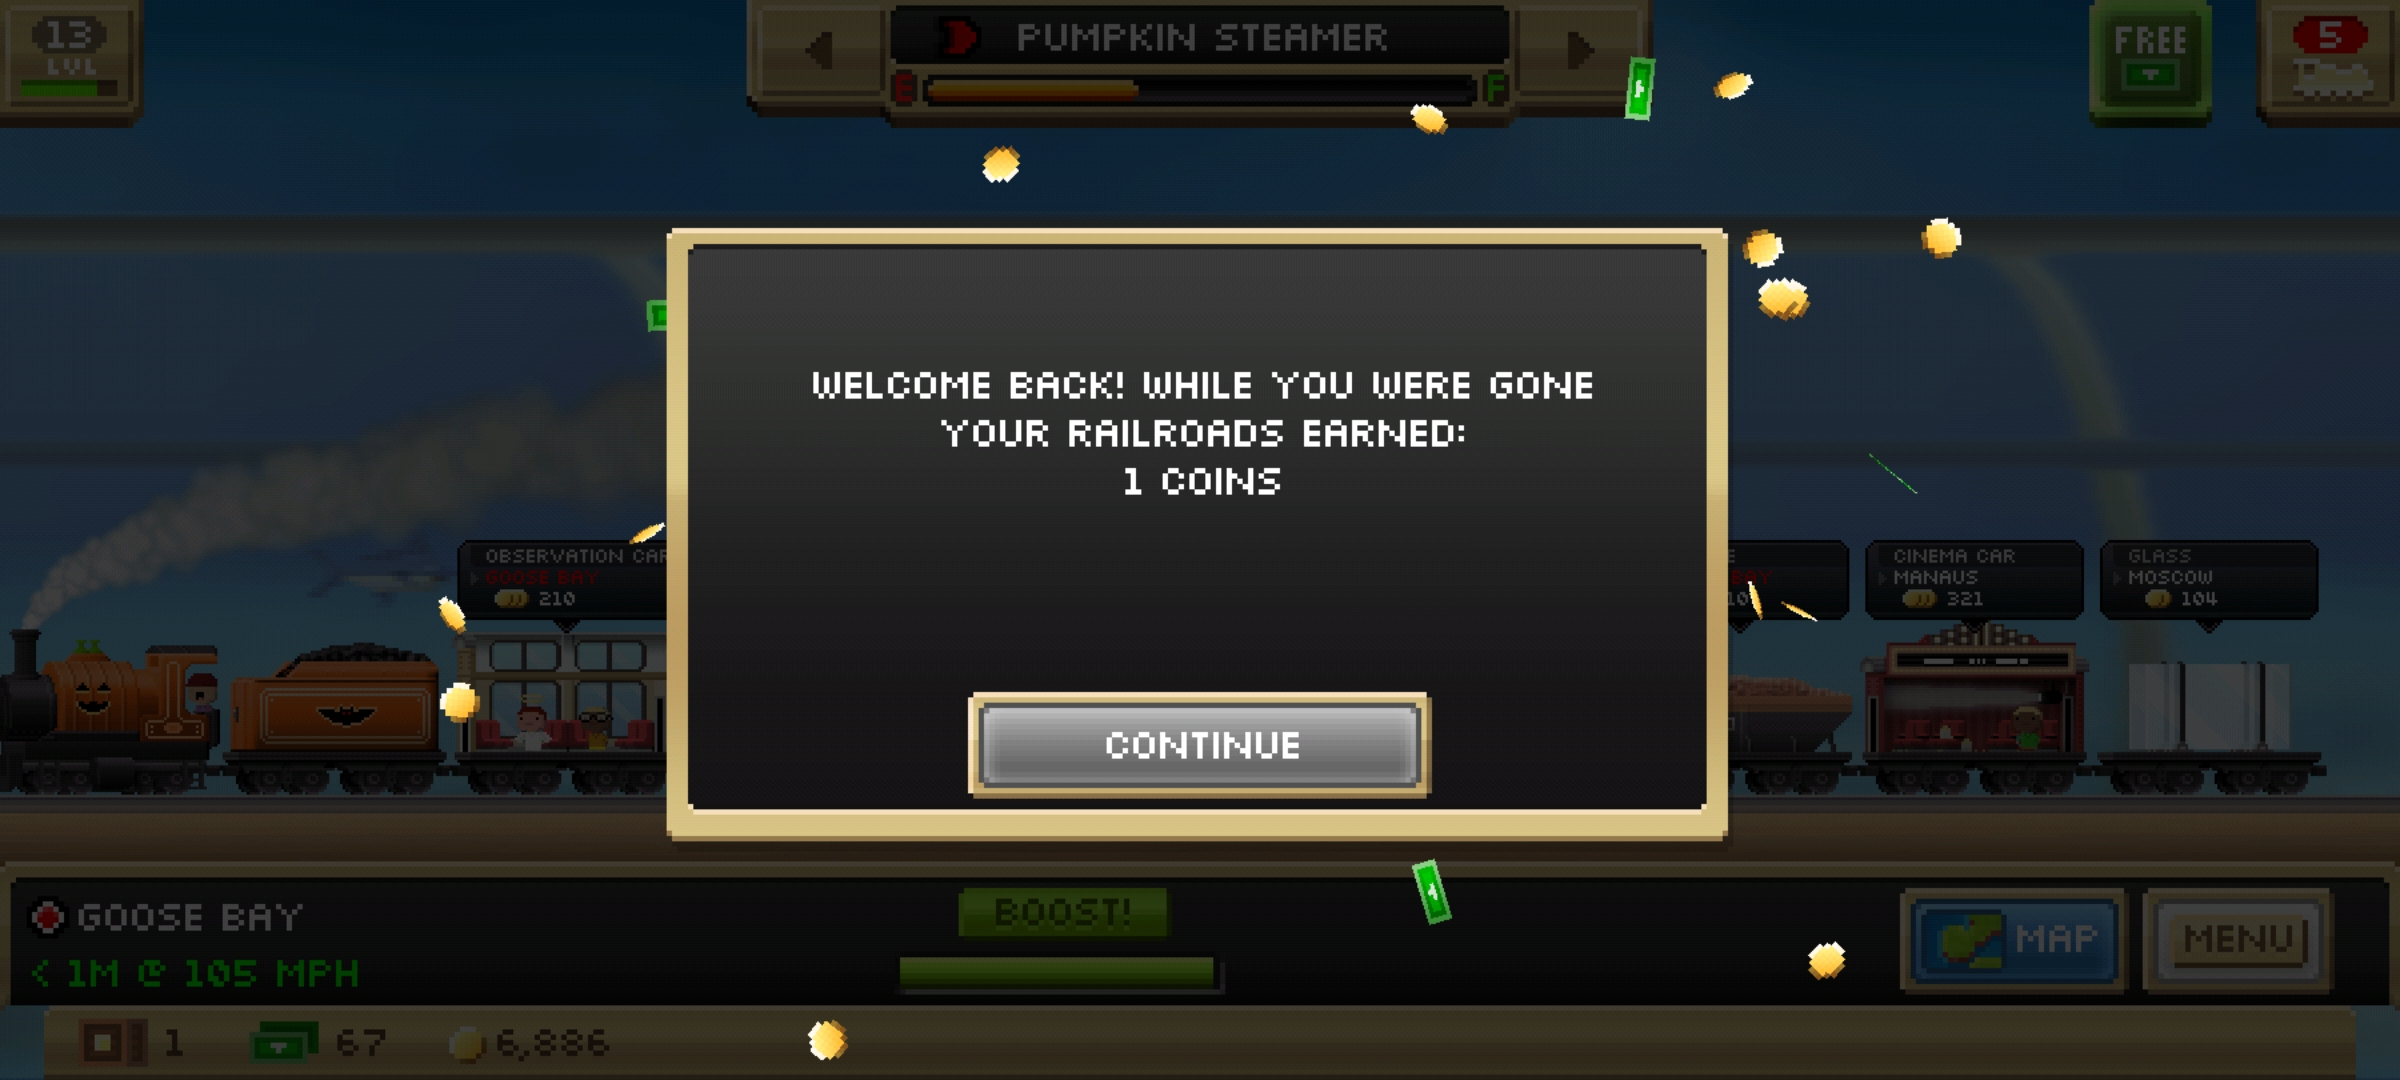 13
LVL
PUMPKIN STEAMER
E
F
FREE
5
WELCOME BACK! WHILE YOU WERE GONE
YOUR RAILROADS EARNED:
1 COINS
CONTINUE
OBSERVATION CAR
GOOSE BAY
210
CINEMA CAR
MANAUS
321
GLASS
MOSCOW
104
GOOSE BAY
< 1M @ 105 MPH
BOOST!
MAP
MENU
1
67
6,886